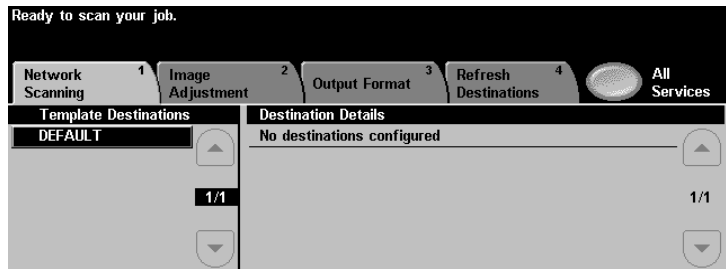 Ready to scan your job.
Network Scanning 1
Image Adjustment 2
Output Format 3
Refresh Destinations 4
All Services
Template Destinations
DEFAULT
1/1
Destination Details
No destinations configured
1/1